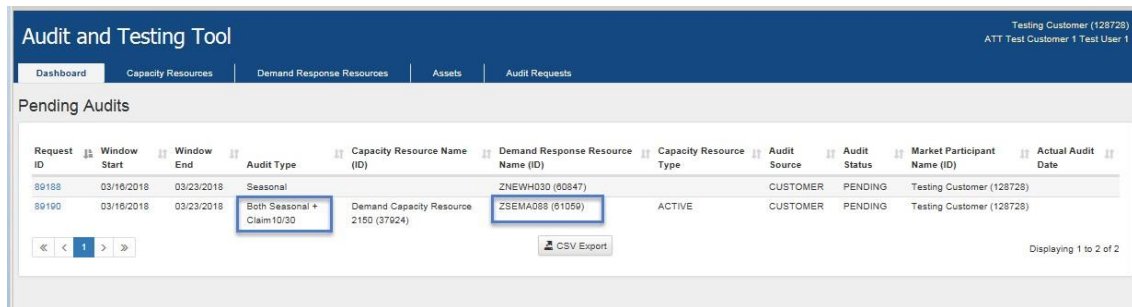 Testing Customer (128728)
Audit and Testing Tool
ATT Test Customer 1 Test User 1
Dashboard Capacity Resources Demand Response Resources Assets Audit Requests
Pending Audits
Request Window Window Capacity Resource Name Demand Response Resource Capacity Resource Audit Audit Market Participant Actual Audit
ID Start End Audit Type (ID) Name (ID) Type Source Status Name (ID) Date
89188 03/16/2018 03/23/2018 Seasonal ZNEWH030 (60847) CUSTOMER PENDING Testing Customer (128728)
89190 03/16/2018 03/23/2018 Both Seasonal + Demand Capacity Resource ZSEMA088 (61059) ACTIVE CUSTOMER PENDING Testing Customer (128728)
Claim10/30 2150 (37924)
« < 1 > » CSV Export Displaying 1 to 2 of 2